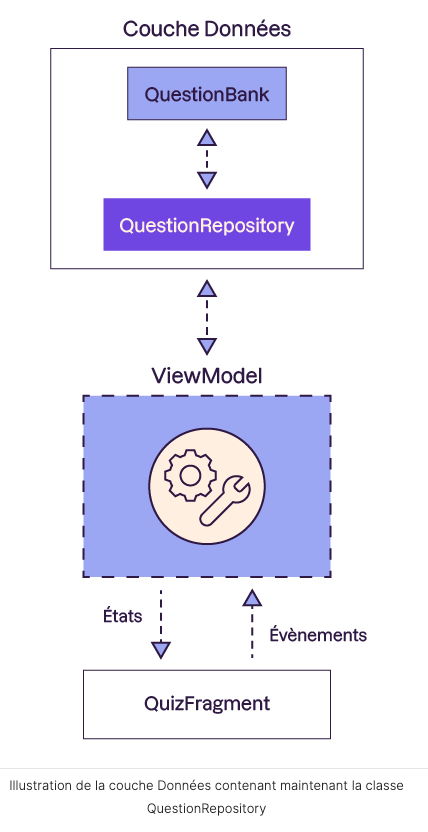 Couche Données
QuestionBank
QuestionRepository
ViewModel
États
Évènements
QuizFragment
Illustration de la couche Données contenant maintenant la classe
QuestionRepository